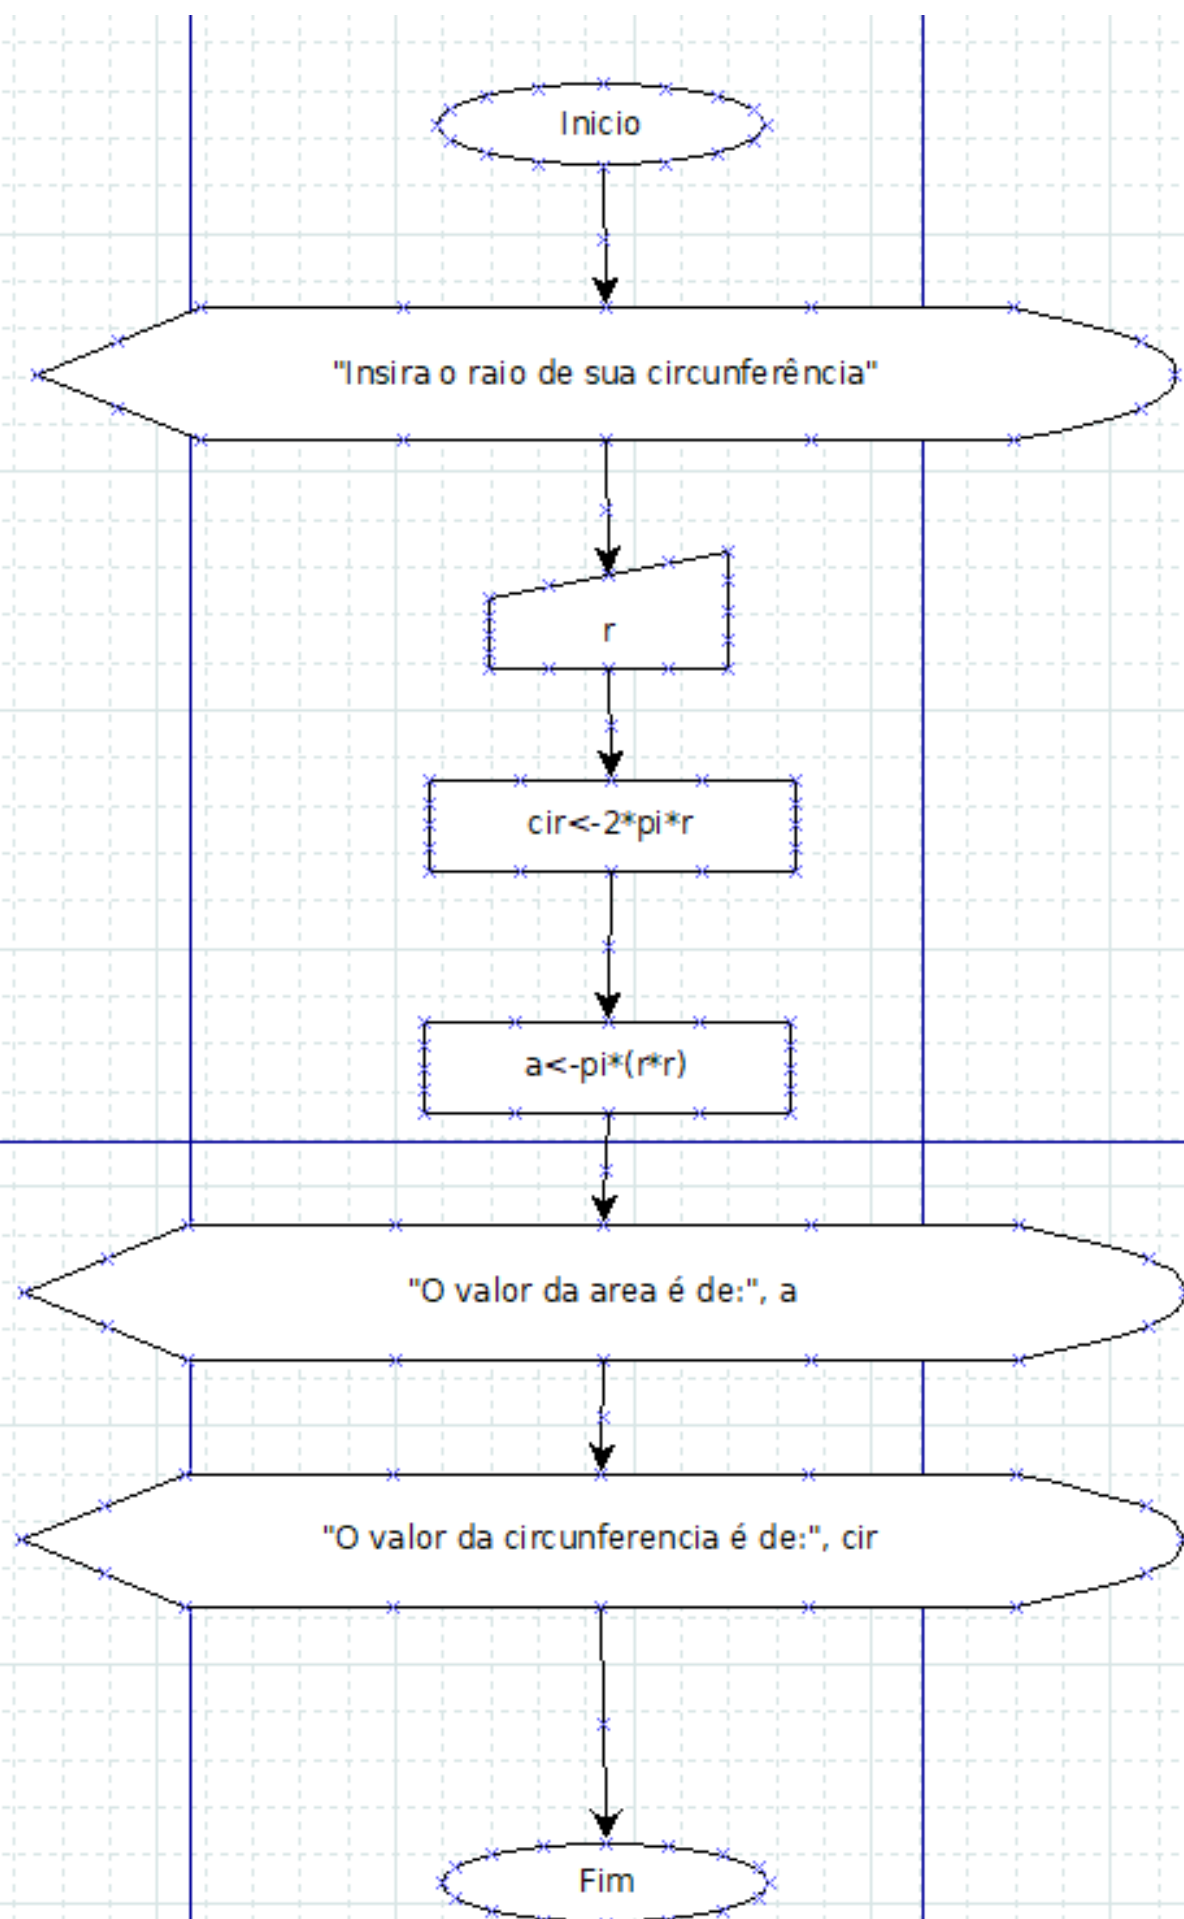 Inicio
"Insira o raio de sua circunferência"
r
cir<-2*pi*r
a<-pi*(r*r)
"O valor da area é de:", a
"O valor da circunferencia é de:", cir
Fim